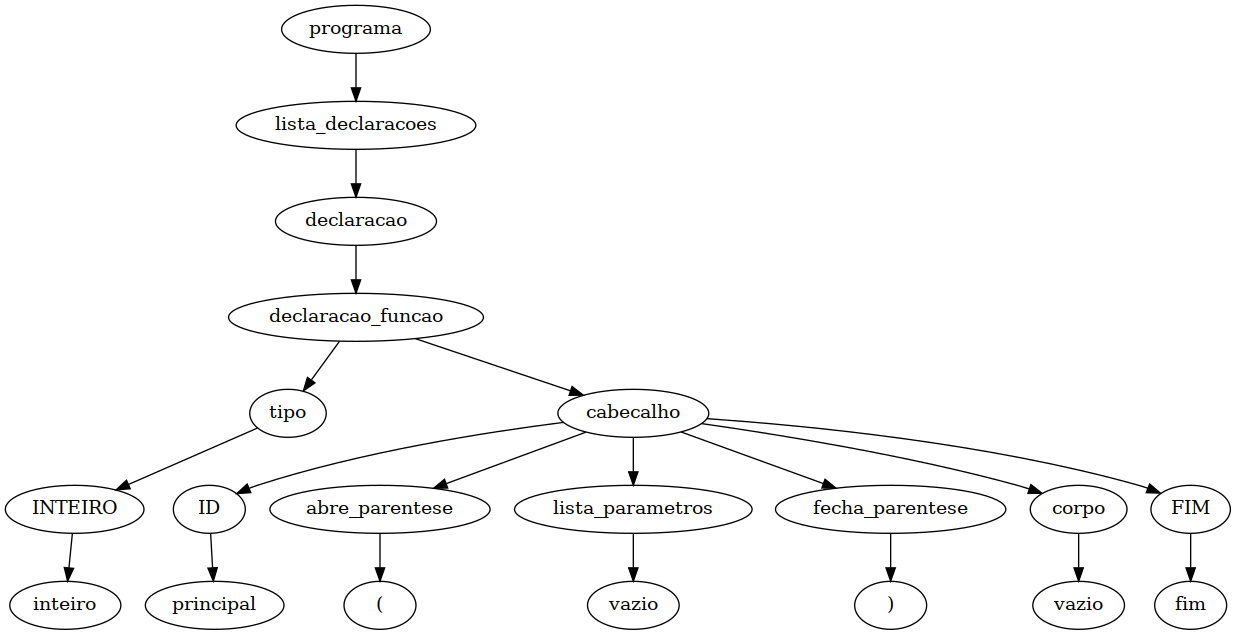 programa
lista_declaracoes
declaracao
declaracao_funcao
tipo
cabecalho
INTEIRO
ID
abre_parentese
lista_parametros
fecha_parentese
corpo
FIM
inteiro
principal
(
vazio
)
vazio
fim